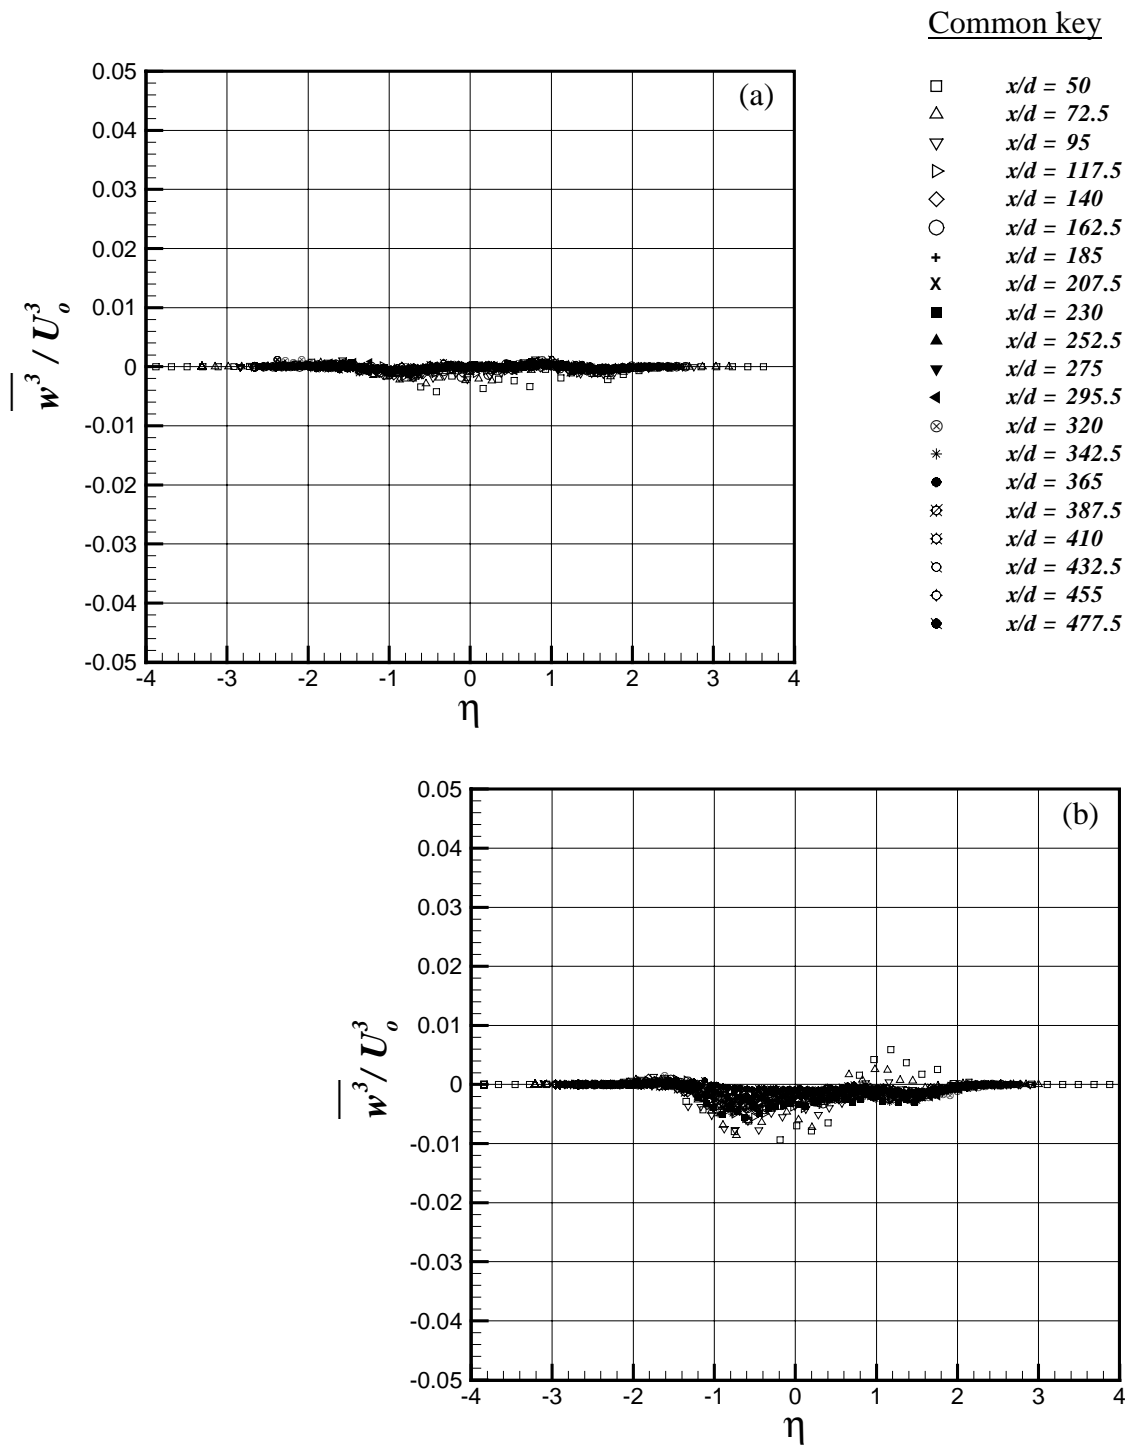 Common key
x/d = 50
x/d = 72.5
x/d = 95
x/d = 117.5
x/d = 140
x/d = 162.5
x/d = 185
x/d = 207.5
x/d = 230
x/d = 252.5
x/d = 275
x/d = 295.5
x/d = 320
x/d = 342.5
x/d = 365
x/d = 387.5
x/d = 410
x/d = 432.5
x/d = 455
x/d = 477.5
(a)
0.05
0.04
0.03
0.02
0.01
0
-0.01
-0.02
-0.03
-0.04
-0.05
w³ / U³ₒ
-4 -3 -2 -1 0 1 2 3 4
η
(b)
0.05
0.04
0.03
0.02
0.01
0
-0.01
-0.02
-0.03
-0.04
-0.05
w³ / U³ₒ
-4 -3 -2 -1 0 1 2 3 4
η